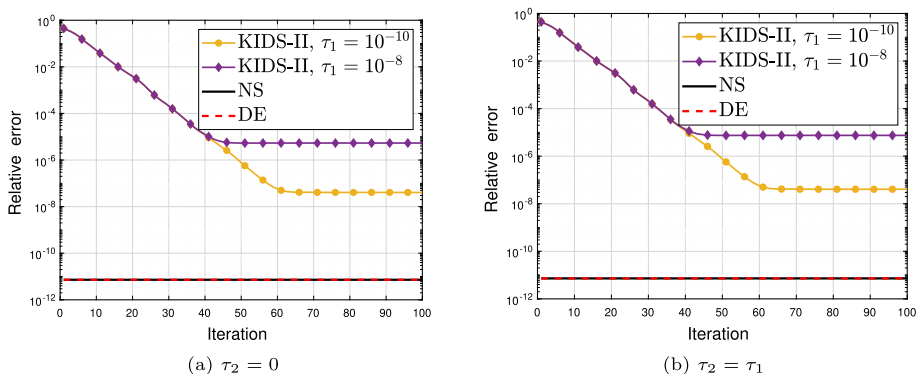 10^0
10^-2
10^-4
10^-6
10^-8
10^-10
10^-12
Relative error
KIDS-II, τ₁ = 10^-10
KIDS-II, τ₁ = 10^-8
NS
DE
0 10 20 30 40 50 60 70 80 90 100
Iteration
(a) τ₂ = 0
10^0
10^-2
10^-4
10^-6
10^-8
10^-10
10^-12
Relative error
KIDS-II, τ₁ = 10^-10
KIDS-II, τ₁ = 10^-8
NS
DE
0 10 20 30 40 50 60 70 80 90 100
Iteration
(b) τ₂ = τ₁